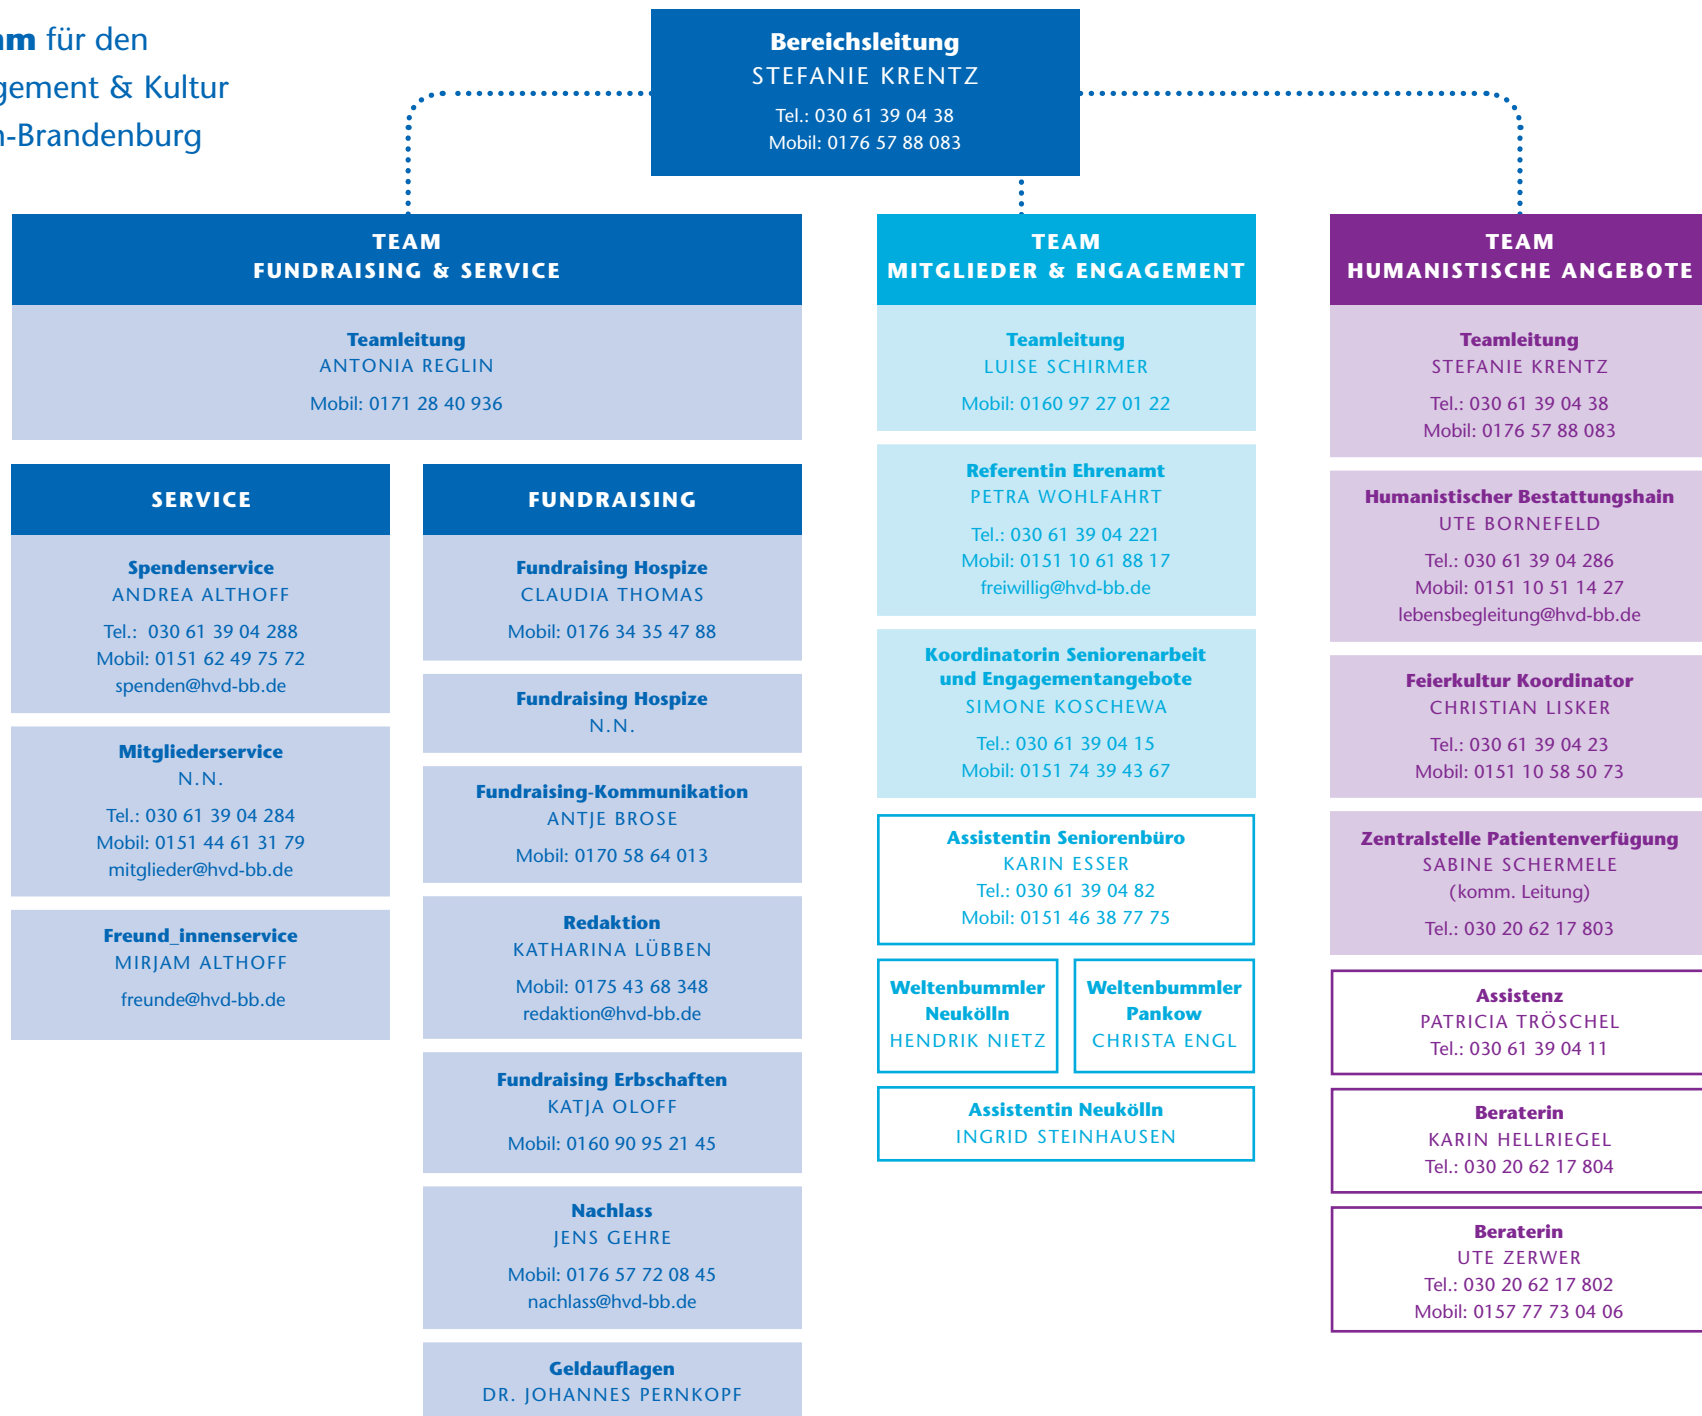 für den
& Kultur
Bereichsleitung
STEFANIE KRENTZ
Tel.: 030 61 39 04 38
Mobil: 0176 57 88 083
TEAM
FUNDRAISING & SERVICE
Teamleitung
ANTONIA REGLIN
Mobil: 0171 28 40 936
SERVICE
Spendenservice
ANDREA ALTHOFF
Tel.: 030 61 39 04 288
Mobil: 0151 62 49 75 72
spenden@hvd-bb.de
Mitgliederservice
N.N.
Tel.: 030 61 39 04 284
Mobil: 0151 44 61 31 79
mitglieder@hvd-bb.de
Freund_innenservice
MIRJAM ALTHOFF
freunde@hvd-bb.de
FUNDRAISING
Fundraising Hospize
CLAUDIA THOMAS
Mobil: 0176 34 35 47 88
Fundraising Hospize
N.N.
Fundraising-Kommunikation
ANTJE BROSE
Mobil: 0170 58 64 013
Redaktion
KATHARINA LÜBBEN
Mobil: 0175 43 68 348
redaktion@hvd-bb.de
Fundraising Erbschaften
KATJA OLOFF
Mobil: 0160 90 95 21 45
Nachlass
JENS GEHRE
Mobil: 0176 57 72 08 45
nachlass@hvd-bb.de
Geldauflagen
DR. JOHANNES PERNKOPF
TEAM
MITGLIEDER & ENGAGEMENT
Teamleitung
LUISE SCHIRMER
Mobil: 0160 97 27 01 22
Referentin Ehrenamt
PETRA WOHLFAHRT
Tel.: 030 61 39 04 221
Mobil: 0151 10 61 88 17
freiwillig@hvd-bb.de
Koordinatorin Seniorenarbeit
und Engagementangebote
SIMONE KOSCHEWA
Tel.: 030 61 39 04 15
Mobil: 0151 74 39 43 67
Assistentin Seniorenbüro
KARIN ESSER
Tel.: 030 61 39 04 82
Mobil: 0151 46 38 77 75
Weltenbummler
Neukölln
HENDRIK NIETZ
Weltenbummler
Pankow
CHRISTA ENGL
Assistentin Neukölln
INGRID STEINHAUSEN
TEAM
HUMANISTISCHE ANGEBOTE
Teamleitung
STEFANIE KRENTZ
Tel.: 030 61 39 04 38
Mobil: 0176 57 88 083
Humanistischer Bestattungshain
UTE BORNEFELD
Tel.: 030 61 39 04 286
Mobil: 0151 10 51 14 27
lebensbegleitung@hvd-bb.de
Feierkultur Koordinator
CHRISTIAN LISKER
Tel.: 030 61 39 04 23
Mobil: 0151 10 58 50 73
Zentralstelle Patientenverfügung
SABINE SCHERMELE
(komm. Leitung)
Tel.: 030 20 62 17 803
Assistenz
PATRICIA TRÖSCHEL
Tel.: 030 61 39 04 11
Beraterin
KARIN HELLRIEGEL
Tel.: 030 20 62 17 804
Beraterin
UTE ZERWER
Tel.: 030 20 62 17 802
Mobil: 0157 77 73 04 06